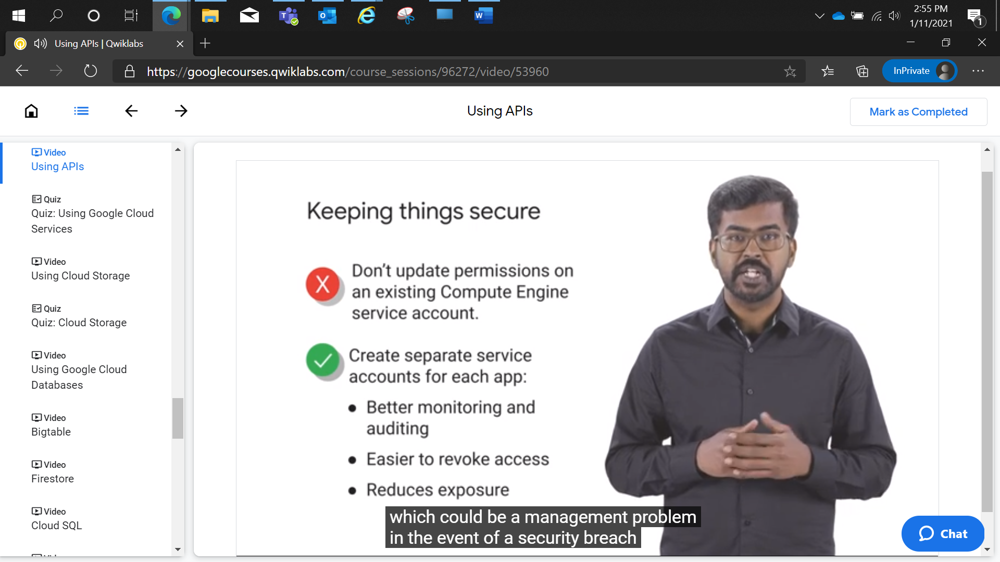 2:55 PM
1/11/2021
1
Using APIs | Qwiklabs
https://googlecourses.qwiklabs.com/course_sessions/96272/video/53960
InPrivate
Using APIs
Mark as Completed
Video
Using APIs
Quiz
Quiz: Using Google Cloud
Services
Video
Using Cloud Storage
Quiz
Quiz: Cloud Storage
Video
Using Google Cloud
Databases
Video
Bigtable
Video
Firestore
Video
Cloud SQL
Keeping things secure
X
Don't update permissions on
an existing Compute Engine
service account.
Create separate service
accounts for each app:
● Better monitoring and
auditing
● Easier to revoke access
● Reduces exposure
which could be a management problem
in the event of a security breach
Chat